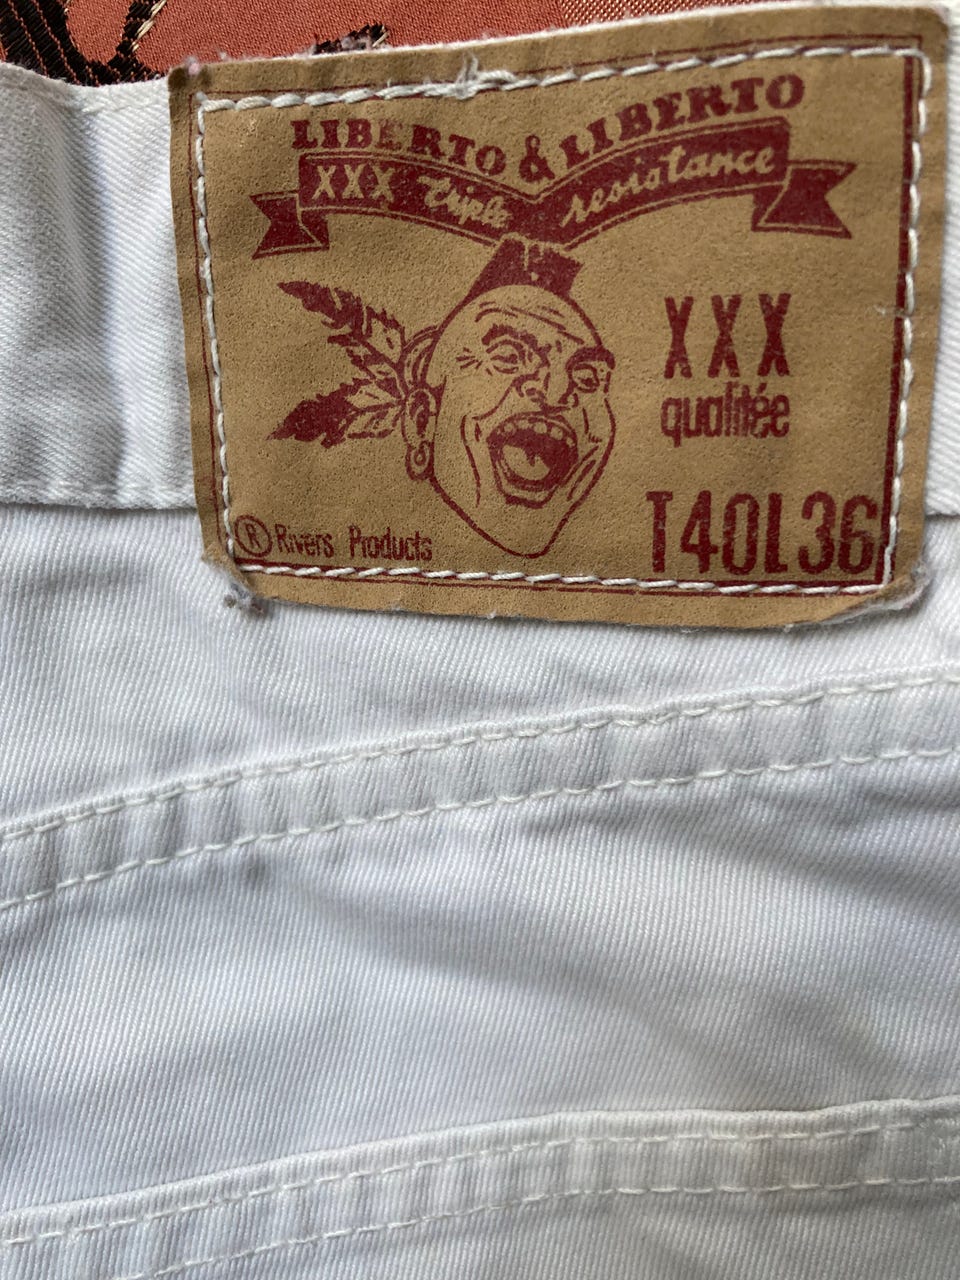 LIBERTO & LIBERTO
XXX triple resistance
XXX
qualitée
® Rivers Products
T40L36